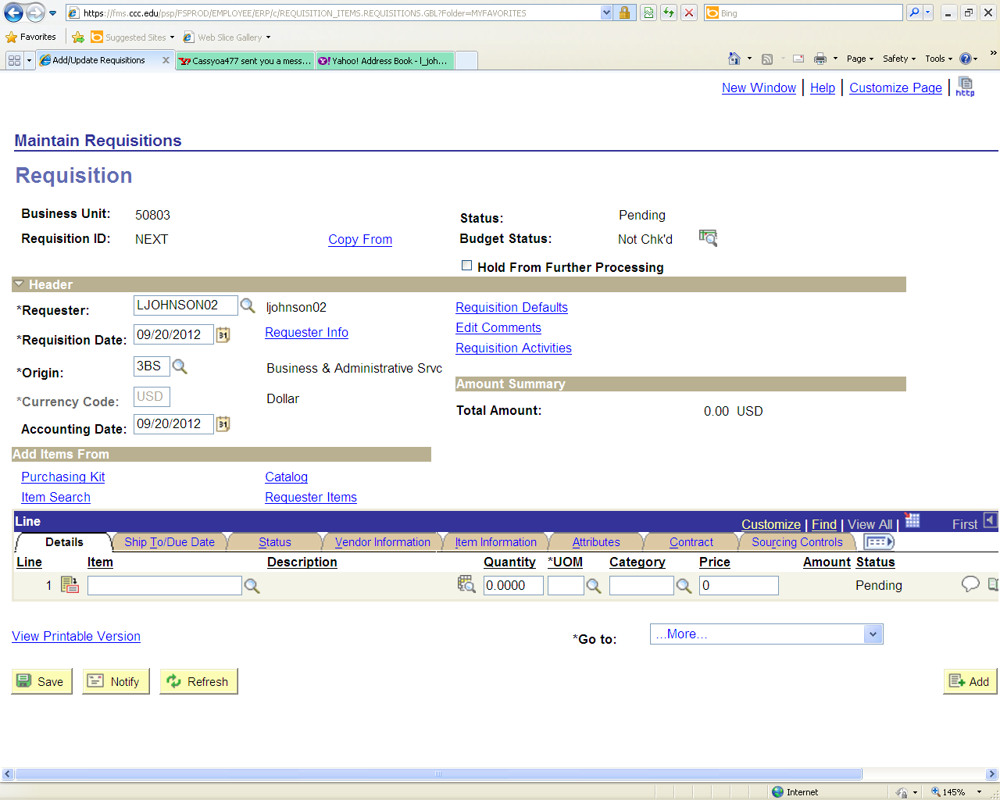 https://fms.ccc.edu/psp/FSPROD/EMPLOYEE/ERP/c/REQUISITION_ITEMS.REQUISITIONS.GBL?Folder=MYFAVORITES Bing
Favorites Suggested Sites Web Slice Gallery
Add/Update Requisitions Cassyoa477 sent you a mess... Yahoo! Address Book - l_joh... Page Safety Tools
New Window | Help | Customize Page | http
Maintain Requisitions
Requisition
Business Unit: 50803 Status: Pending
Requisition ID: NEXT Copy From Budget Status: Not Chk'd
Hold From Further Processing
Header
*Requester: LJOHNSON02 ljohnson02 Requisition Defaults
Edit Comments
*Requisition Date: 09/20/2012 31 Requester Info
Requisition Activities
*Origin: 3BS Business & Administrative Srvc
Amount Summary
*Currency Code: USD Dollar
Total Amount: 0.00 USD
Accounting Date: 09/20/2012 31
Add Items From
Purchasing Kit Catalog
Item Search Requester Items
Line Customize | Find | View All | First
Details Ship To/Due Date Status Vendor Information Item Information Attributes Contract Sourcing Controls
Line Item Description Quantity *UOM Category Price Amount Status
1 0.0000 0 Pending
View Printable Version *Go to: ...More...
Save Notify Refresh Add
Internet 145%